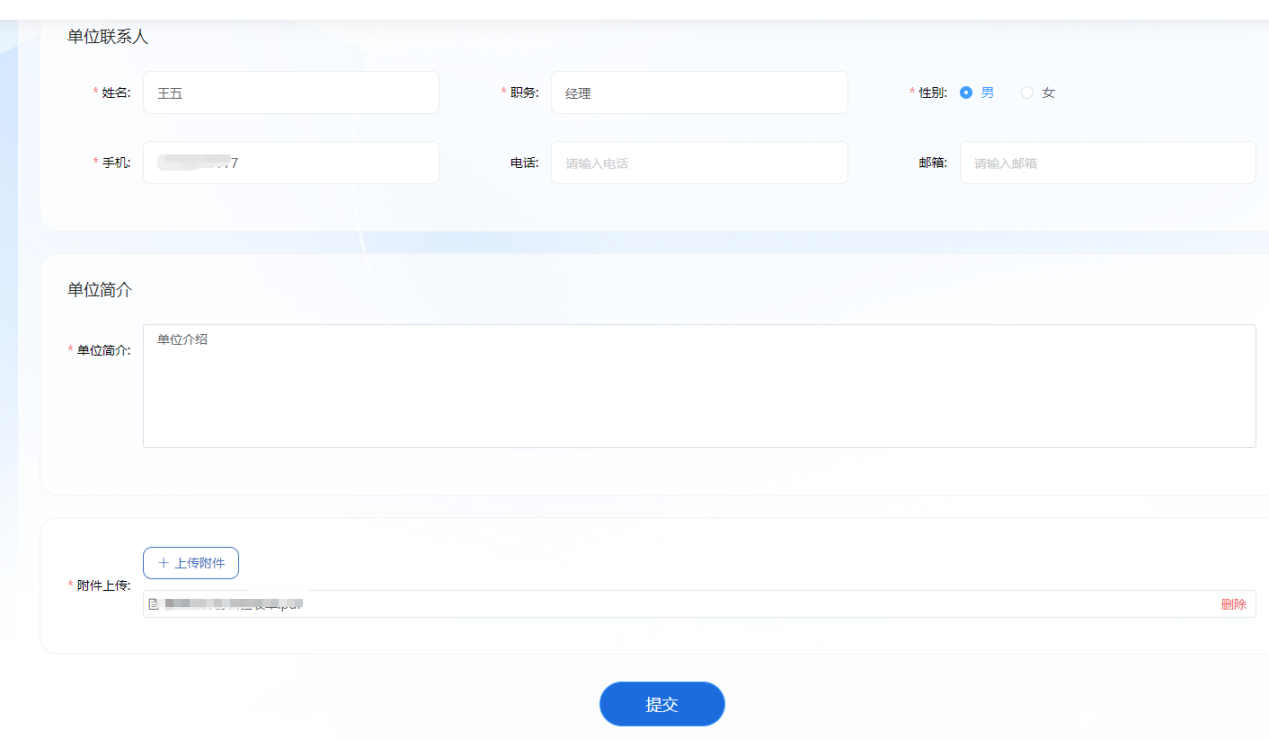 单位联系人
* 姓名: 王五 * 职务: 经理 * 性别: 男 女
* 手机: 7 电话: 请输入电话 邮箱: 请输入邮箱
单位简介
* 单位简介: 单位介绍
+ 上传附件
* 附件上传:
.pdf 删除
提交